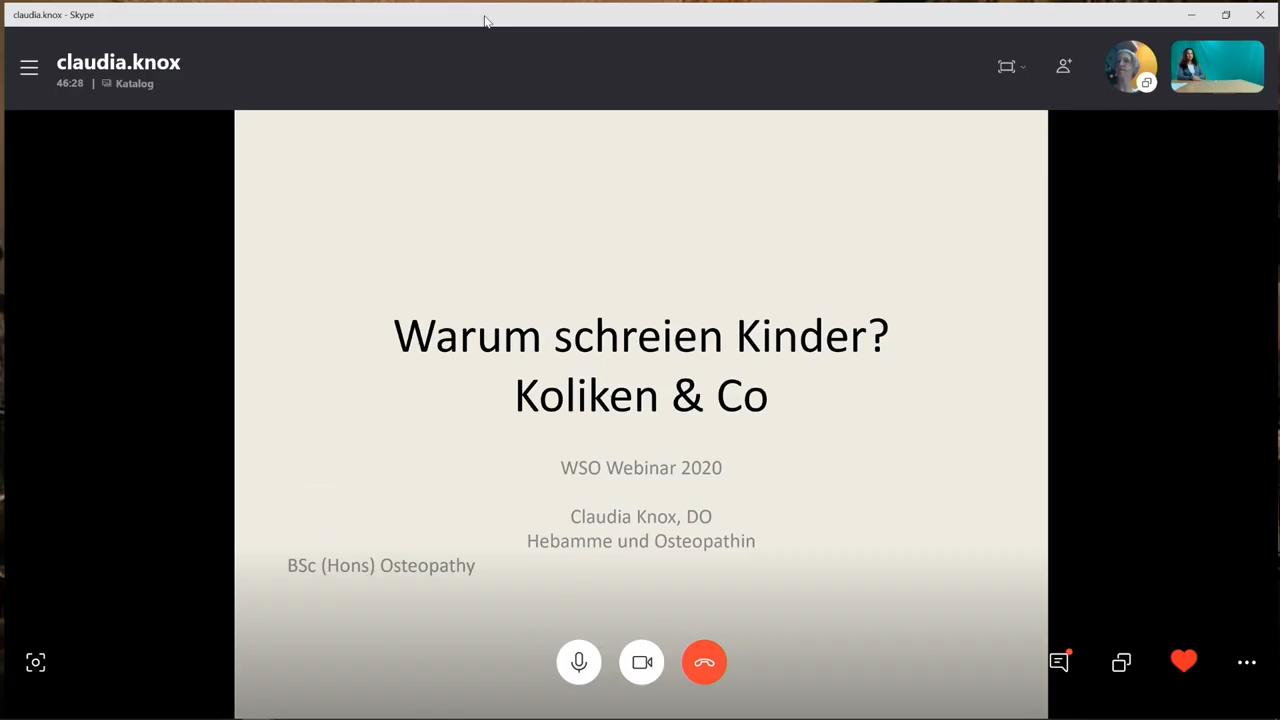 claudia.knox - Skype
claudia.knox
46:28 | Katalog
Warum schreien Kinder?
Koliken & Co
WSO Webinar 2020
Claudia Knox, DO
Hebamme und Osteopathin
BSc (Hons) Osteopathy